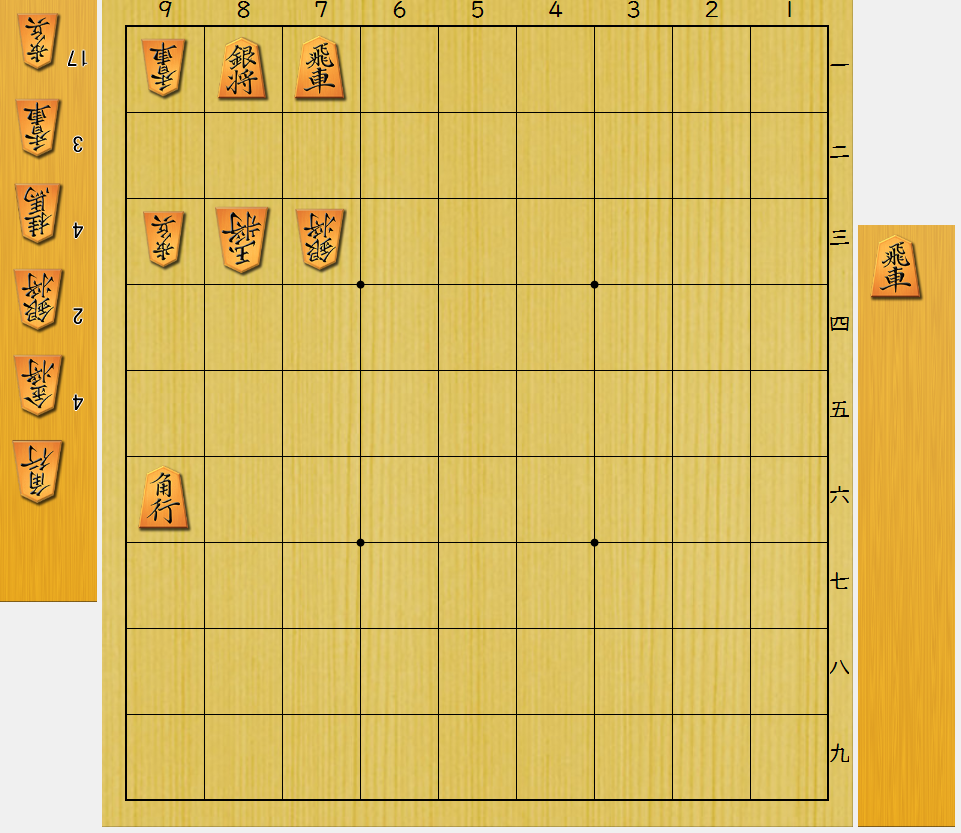 9 8 7 6 5 4 3 2 1
一
二
三
四
五
六
七
八
九
歩兵 17
香車 3
桂馬 4
銀将 2
金将 4
角行
香車 銀将 飛車
歩兵 玉将 銀将
角行
飛車